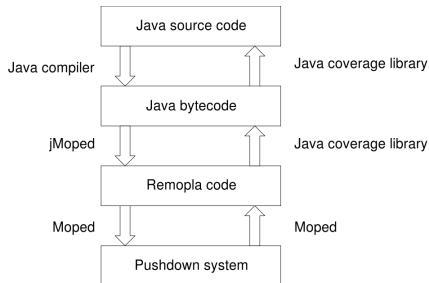 Java source code
Java compiler
Java coverage library
Java bytecode
jMoped
Java coverage library
Remopla code
Moped
Moped
Pushdown system